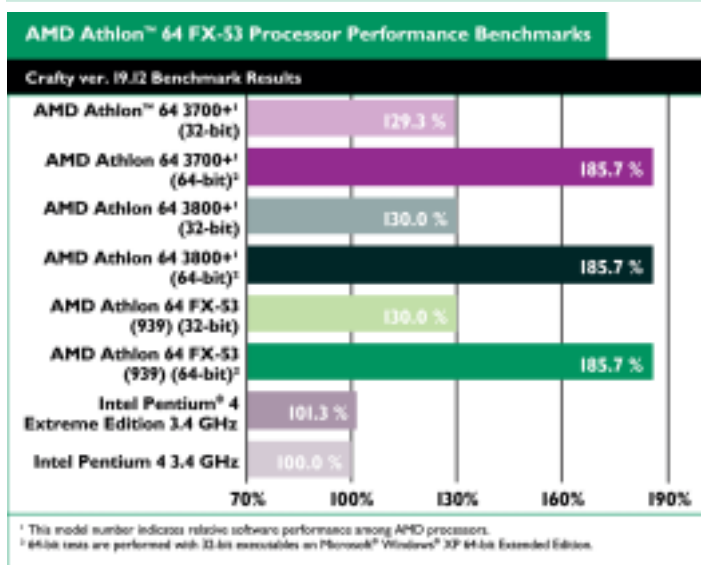 AMD Athlon™ 64 FX-53 Processor Performance Benchmarks
Crafty ver. 19.12 Benchmark Results
AMD Athlon™ 64 3700+¹
(32-bit)
129.3 %
AMD Athlon 64 3700+¹
(64-bit)²
185.7 %
AMD Athlon 64 3800+¹
(32-bit)
130.0 %
AMD Athlon 64 3800+¹
(64-bit)²
185.7 %
AMD Athlon 64 FX-53
(939) (32-bit)
130.0 %
AMD Athlon 64 FX-53
(939) (64-bit)²
185.7 %
Intel Pentium® 4
Extreme Edition 3.4 GHz
101.3 %
Intel Pentium 4 3.4 GHz
100.0 %
70% 100% 130% 160% 190%
¹ This model number indicates relative software performance among AMD processors.
² 64-bit tests are performed with 32-bit executables on Microsoft® Windows® XP 64-bit Extended Edition.